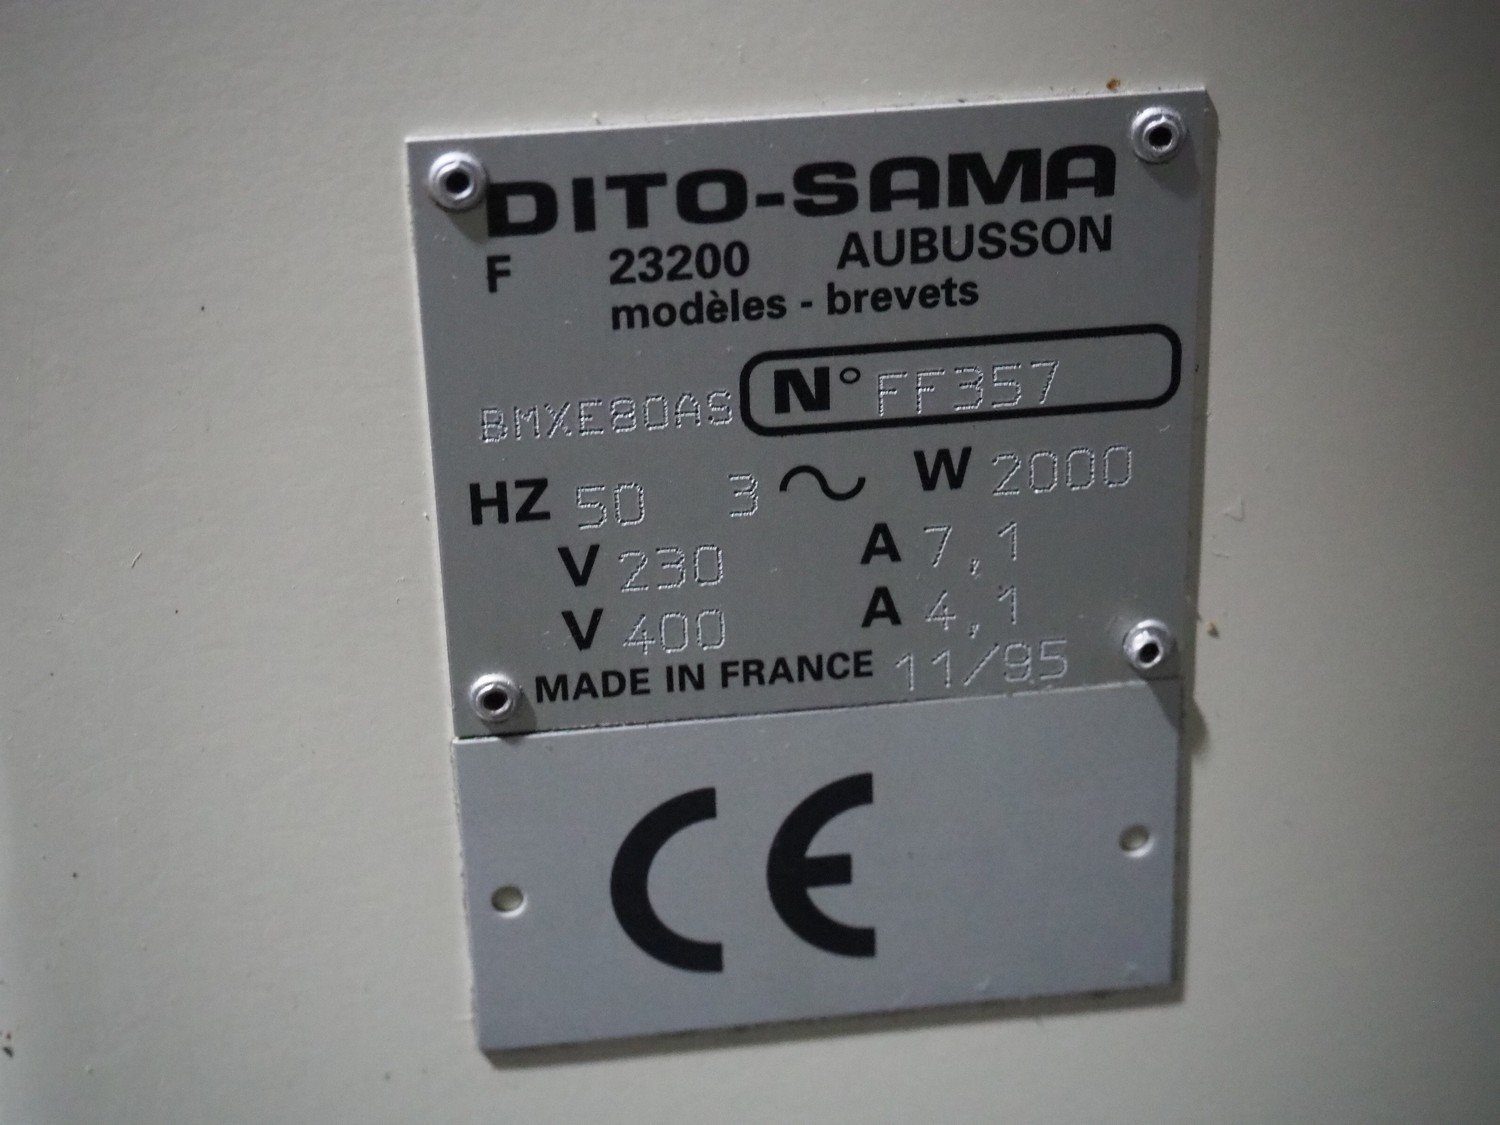 DITO-SAMA
F 23200 AUBUSSON
modèles - brevets
BMXE80AS N° FF357
HZ 50 3 ~ W 2000
V 230 A 7,1
V 400 A 4,1
MADE IN FRANCE 11/95
CE